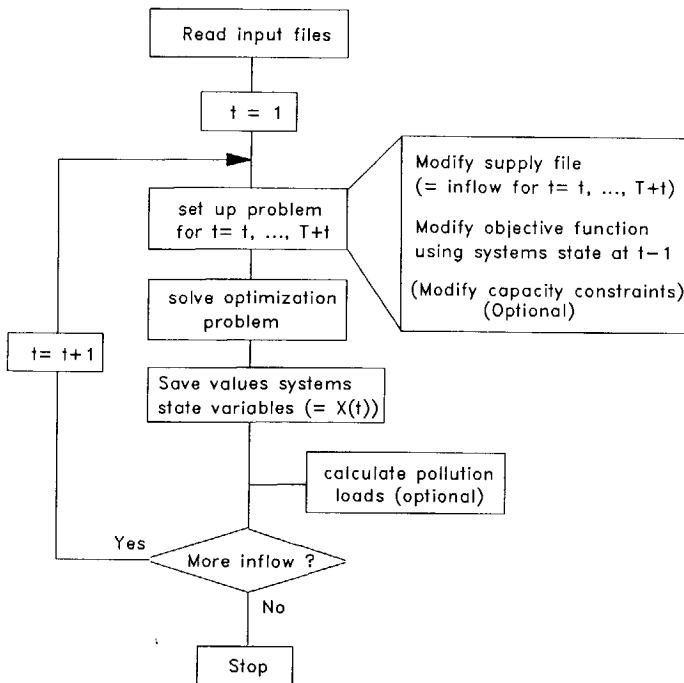 Read input files
t = 1
set up problem
for t= t, ..., T+t
Modify supply file
(= inflow for t= t, ..., T+t)
Modify objective function
using systems state at t-1
(Modify capacity constraints)
(Optional)
solve optimization
problem
t= t+1
Save values systems
state variables (= X(t))
calculate pollution
loads (optional)
Yes
More inflow ?
No
Stop